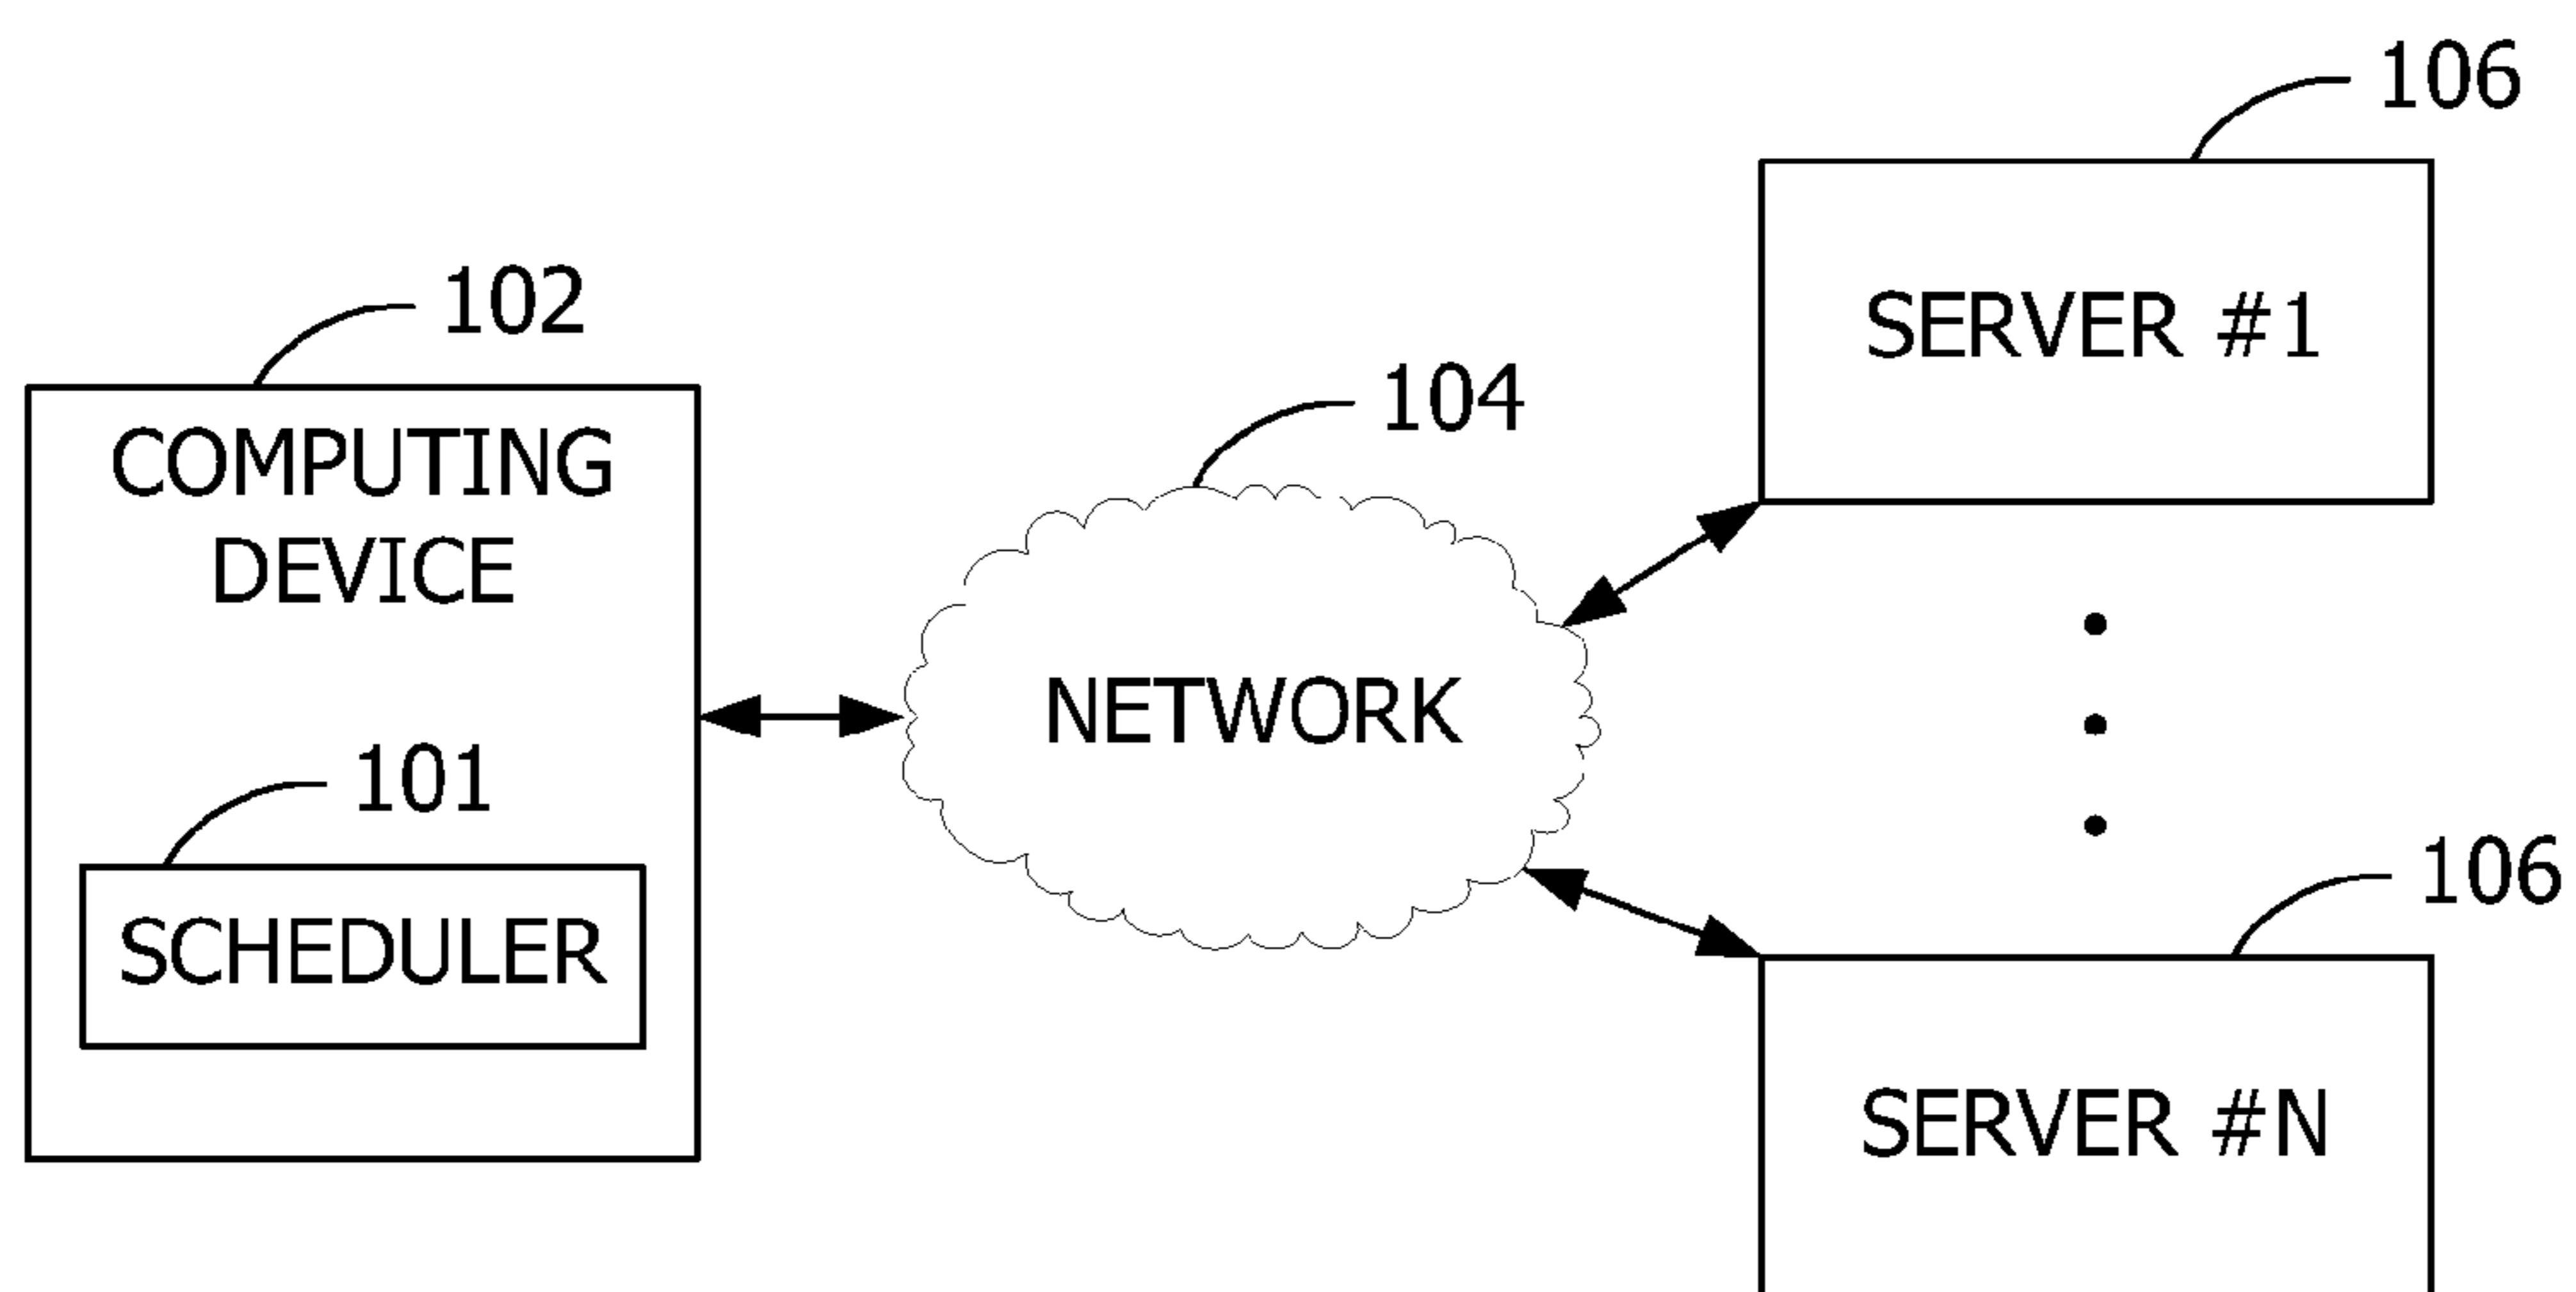 106
SERVER #1
102
COMPUTING
DEVICE
104
NETWORK
101
SCHEDULER
106
SERVER #N